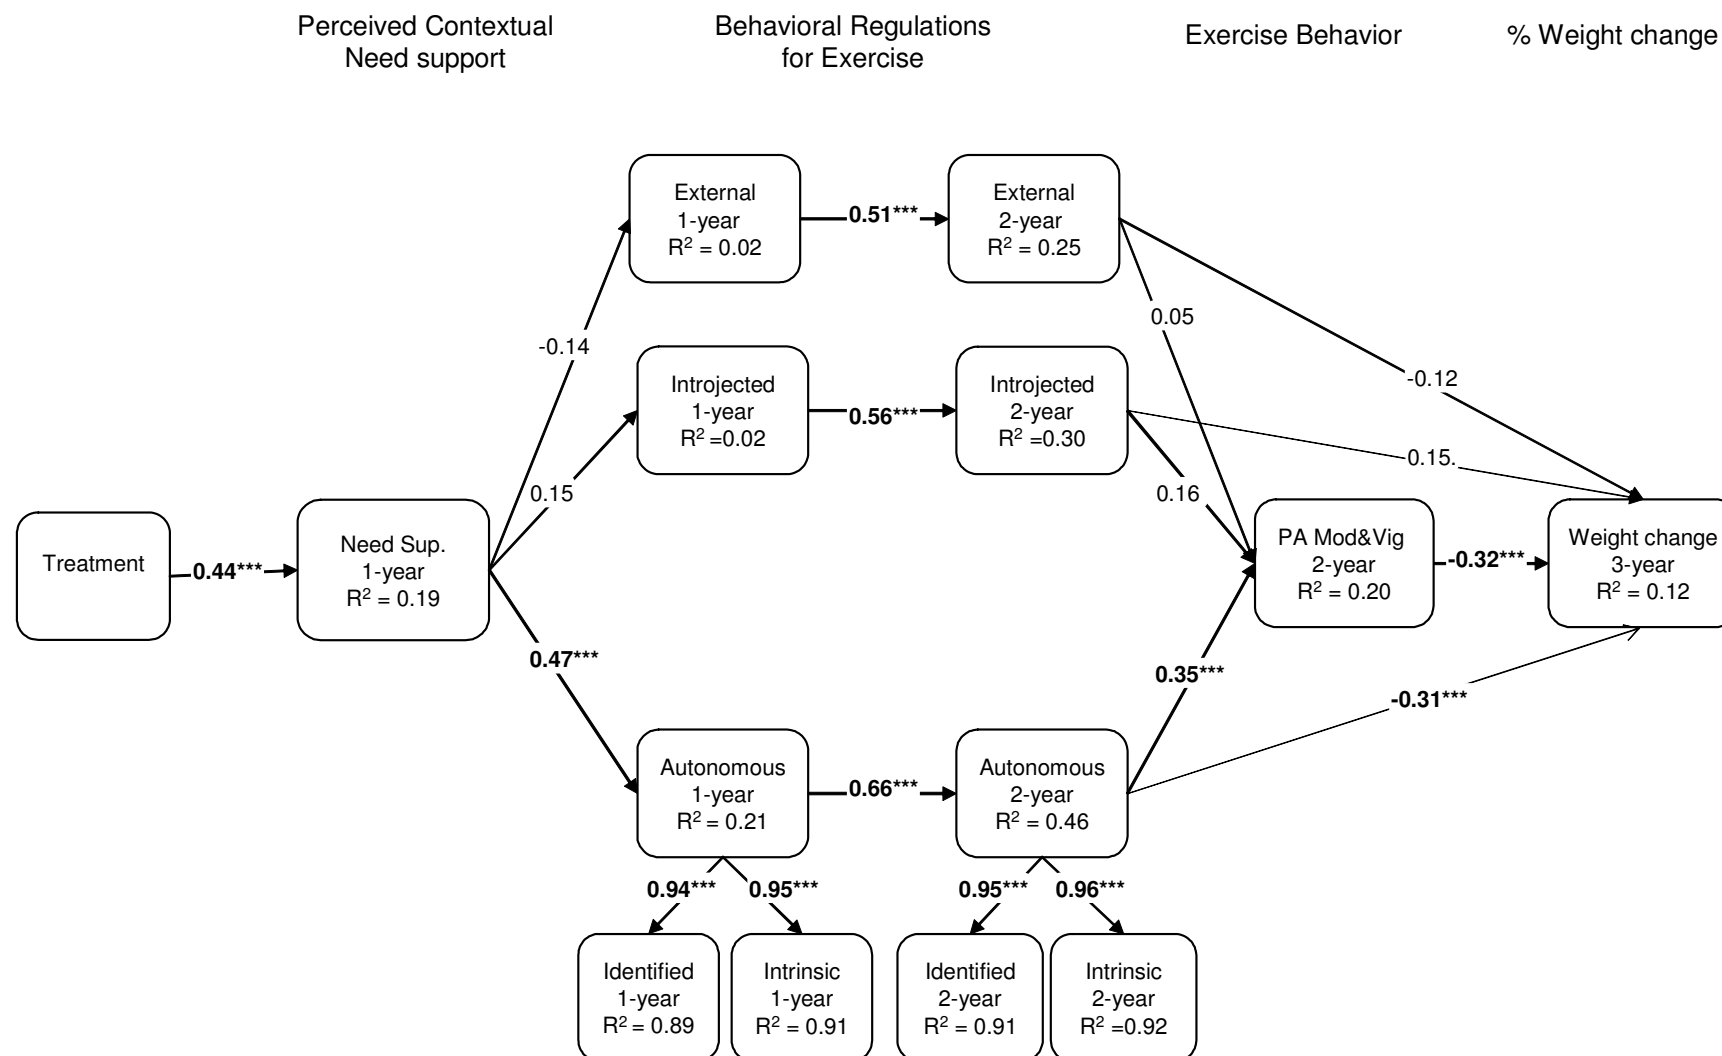 Perceived Contextual
Need support
Behavioral Regulations
for Exercise
Exercise Behavior
% Weight change
External
1-year
R² = 0.02
0.51***
External
2-year
R² = 0.25
0.05
-0.12
-0.14
Introjected
1-year
R² =0.02
0.56***
Introjected
2-year
R² =0.30
0.15.
0.15
0.16
Treatment
0.44***
Need Sup.
1-year
R² = 0.19
PA Mod&Vig
2-year
R² = 0.20
-0.32***
Weight change
3-year
R² = 0.12
0.47***
0.35***
-0.31***
Autonomous
1-year
R² = 0.21
0.66***
Autonomous
2-year
R² = 0.46
0.94***
0.95***
0.95***
0.96***
Identified
1-year
R² = 0.89
Intrinsic
1-year
R² = 0.91
Identified
2-year
R² = 0.91
Intrinsic
2-year
R² =0.92